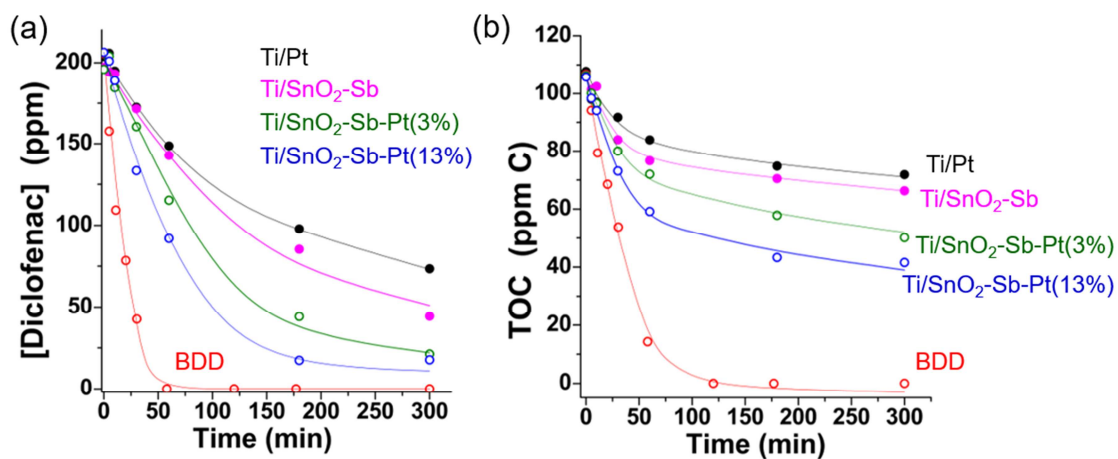 (a)
[Diclofenac] (ppm)
200
150
100
50
0
Ti/Pt
Ti/SnO₂-Sb
Ti/SnO₂-Sb-Pt(3%)
Ti/SnO₂-Sb-Pt(13%)
BDD
0 50 100 150 200 250 300
Time (min)
(b)
TOC (ppm C)
120
100
80
60
40
20
0
Ti/Pt
Ti/SnO₂-Sb
Ti/SnO₂-Sb-Pt(3%)
Ti/SnO₂-Sb-Pt(13%)
BDD
0 50 100 150 200 250 300
Time (min)